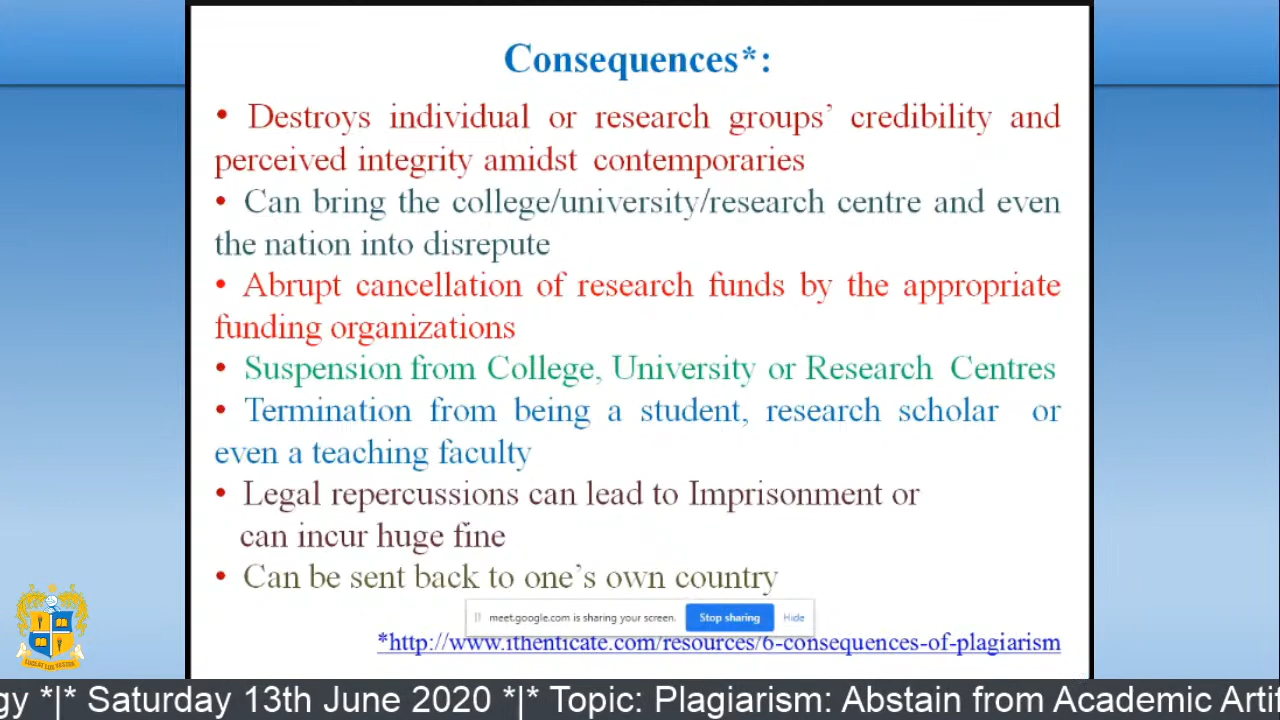 Consequences*:
• Destroys individual or research groups’ credibility and
perceived integrity amidst contemporaries
• Can bring the college/university/research centre and even
the nation into disrepute
• Abrupt cancellation of research funds by the appropriate
funding organizations
• Suspension from College, University or Research Centres
• Termination from being a student, research scholar or
even a teaching faculty
• Legal repercussions can lead to Imprisonment or
can incur huge fine
• Can be sent back to one’s own country
meet.google.com is sharing your screen. Stop sharing Hide
*http://www.ithenticate.com/resources/6-consequences-of-plagiarism
gy *|* Saturday 13th June 2020 *|* Topic: Plagiarism: Abstain from Academic Arti